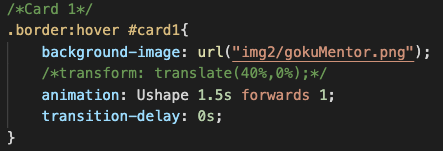 /*Card 1*/
.border:hover #card1{
background-image: url("img2/gokuMentor.png");
/*transform: translate(40%,0%);*/
animation: Ushape 1.5s forwards 1;
transition-delay: 0s;
}